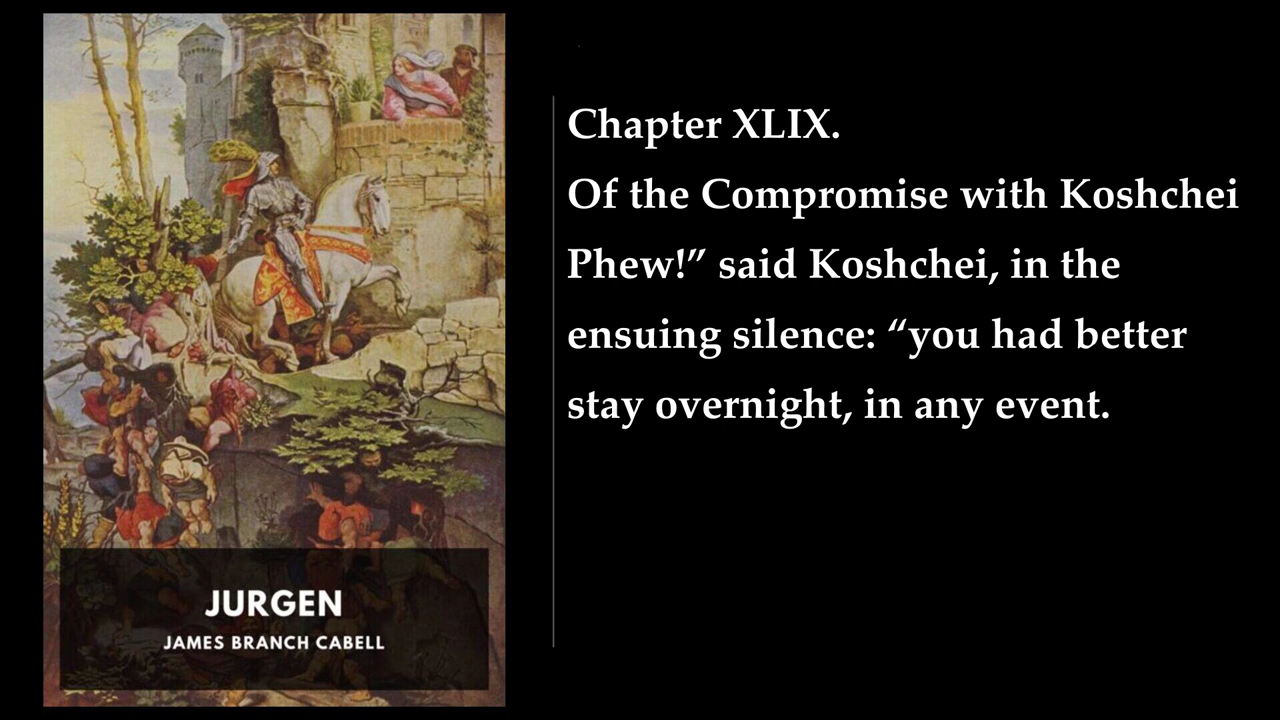 Chapter XLIX.
Of the Compromise with Koshchei
Phew!” said Koshchei, in the
ensuing silence: “you had better
stay overnight, in any event.
JURGEN
JAMES BRANCH CABELL